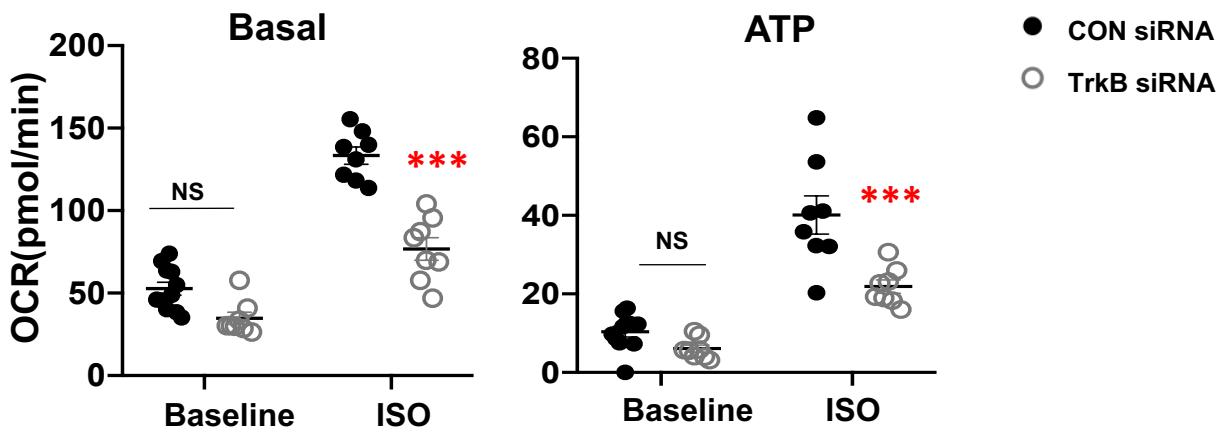 Basal
OCR(pmol/min)
200
150
100
50
0
NS
***
Baseline
ISO
ATP
80
60
40
20
0
NS
***
Baseline
ISO
CON siRNA
TrkB siRNA